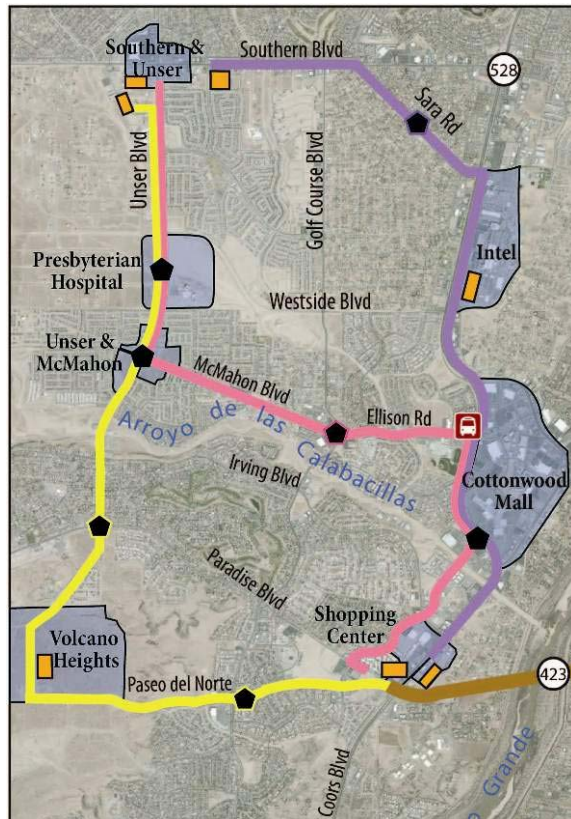 Southern &
Unser
Southern Blvd
528
Sara Rd
Unser Blvd
Golf Course Blvd
Presbyterian
Hospital
Intel
Westside Blvd
Unser &
McMahon
McMahon Blvd
Ellison Rd
Arroyo de las Calabacillas
Irving Blvd
Cottonwood
Mall
Paradise Blvd
Shopping
Center
Volcano
Heights
Paseo del Norte
423
Coors Blvd
Grande